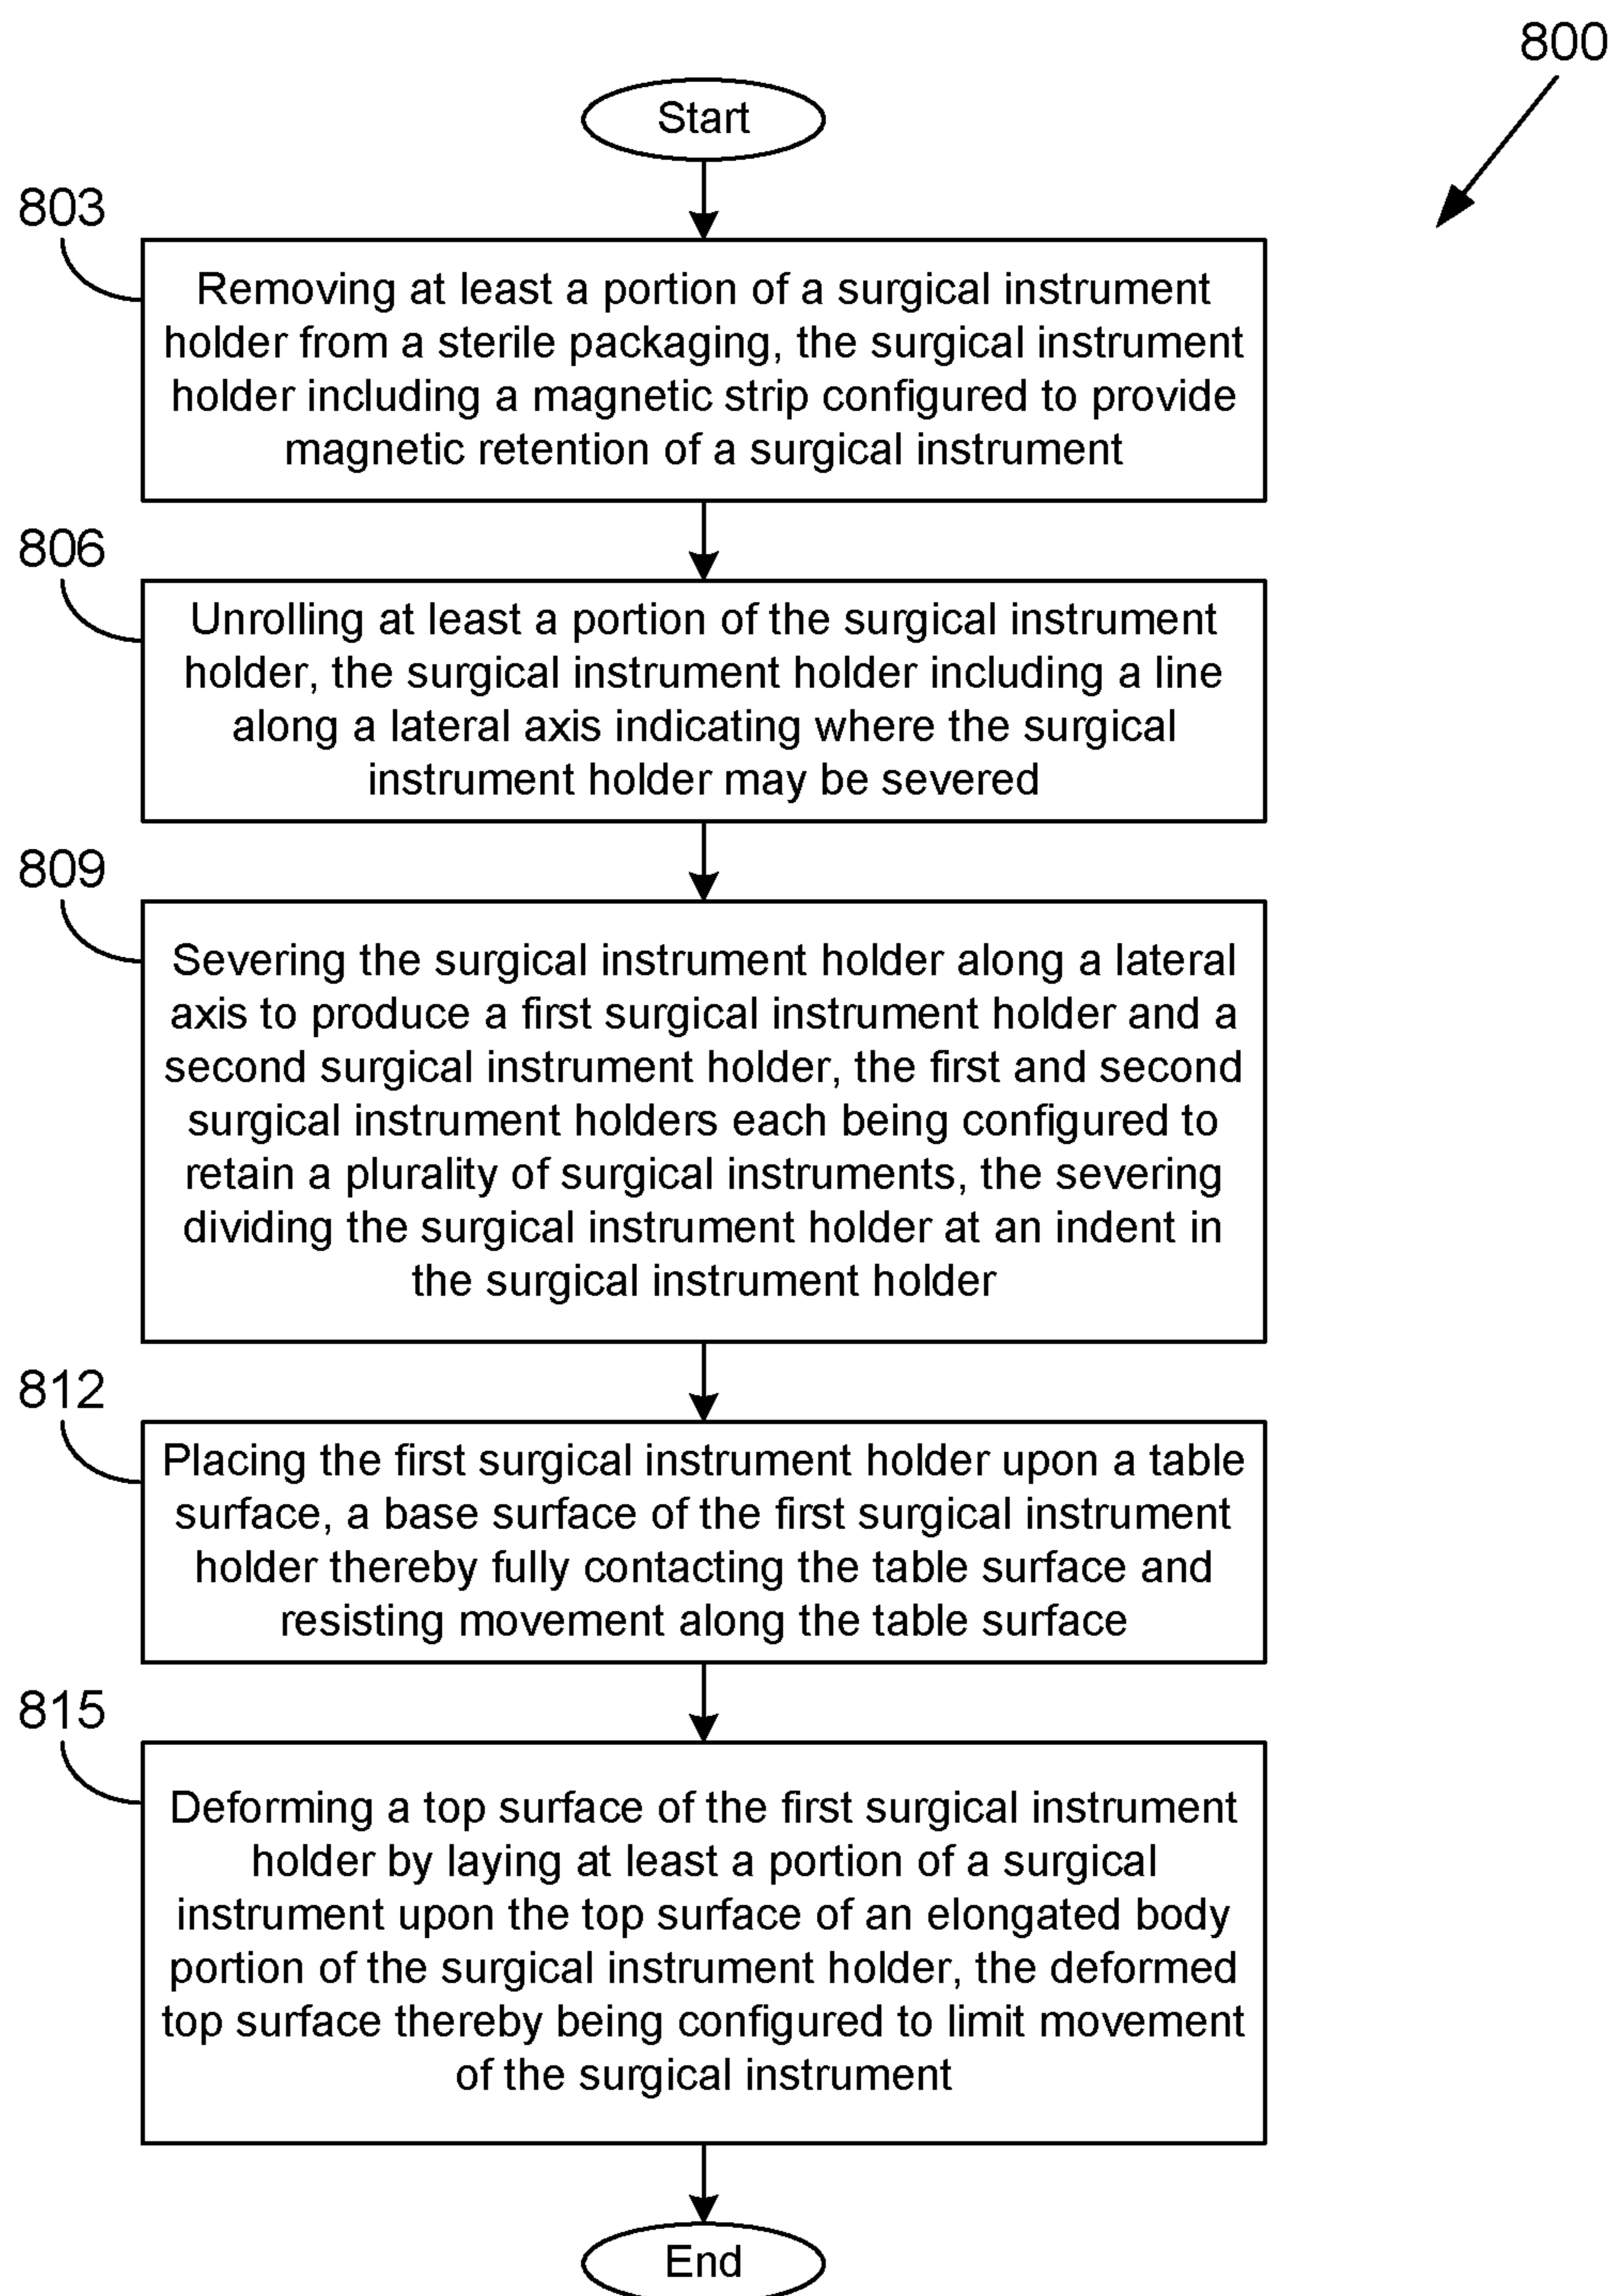 800
Start
803
Removing at least a portion of a surgical instrument
holder from a sterile packaging, the surgical instrument
holder including a magnetic strip configured to provide
magnetic retention of a surgical instrument
806
Unrolling at least a portion of the surgical instrument
holder, the surgical instrument holder including a line
along a lateral axis indicating where the surgical
instrument holder may be severed
809
Severing the surgical instrument holder along a lateral
axis to produce a first surgical instrument holder and a
second surgical instrument holder, the first and second
surgical instrument holders each being configured to
retain a plurality of surgical instruments, the severing
dividing the surgical instrument holder at an indent in
the surgical instrument holder
812
Placing the first surgical instrument holder upon a table
surface, a base surface of the first surgical instrument
holder thereby fully contacting the table surface and
resisting movement along the table surface
815
Deforming a top surface of the first surgical instrument
holder by laying at least a portion of a surgical
instrument upon the top surface of an elongated body
portion of the surgical instrument holder, the deformed
top surface thereby being configured to limit movement
of the surgical instrument
End